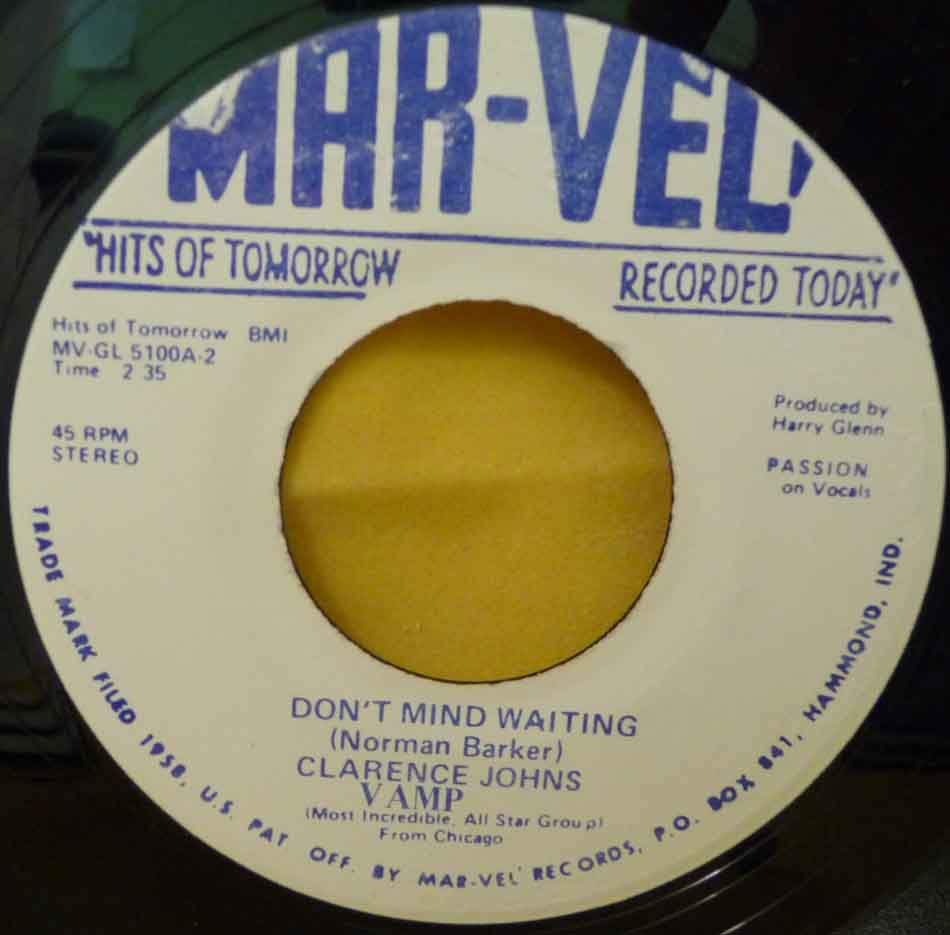 MAR-VEL'
"HITS OF TOMORROW RECORDED TODAY"
Hits of Tomorrow BMI
MV-GL 5100A-2
Time 2 35
45 RPM
STEREO
Produced by
Harry Glenn
PASSION
on Vocals
DON'T MIND WAITING
(Norman Barker)
CLARENCE JOHNS
VAMP
(Most Incredible, All Star Group)
From Chicago
TRADE MARK FILED 1958. U.S. PAT OFF. BY MAR-VEL' RECORDS, P.O. BOX 841, HAMMOND, IND.